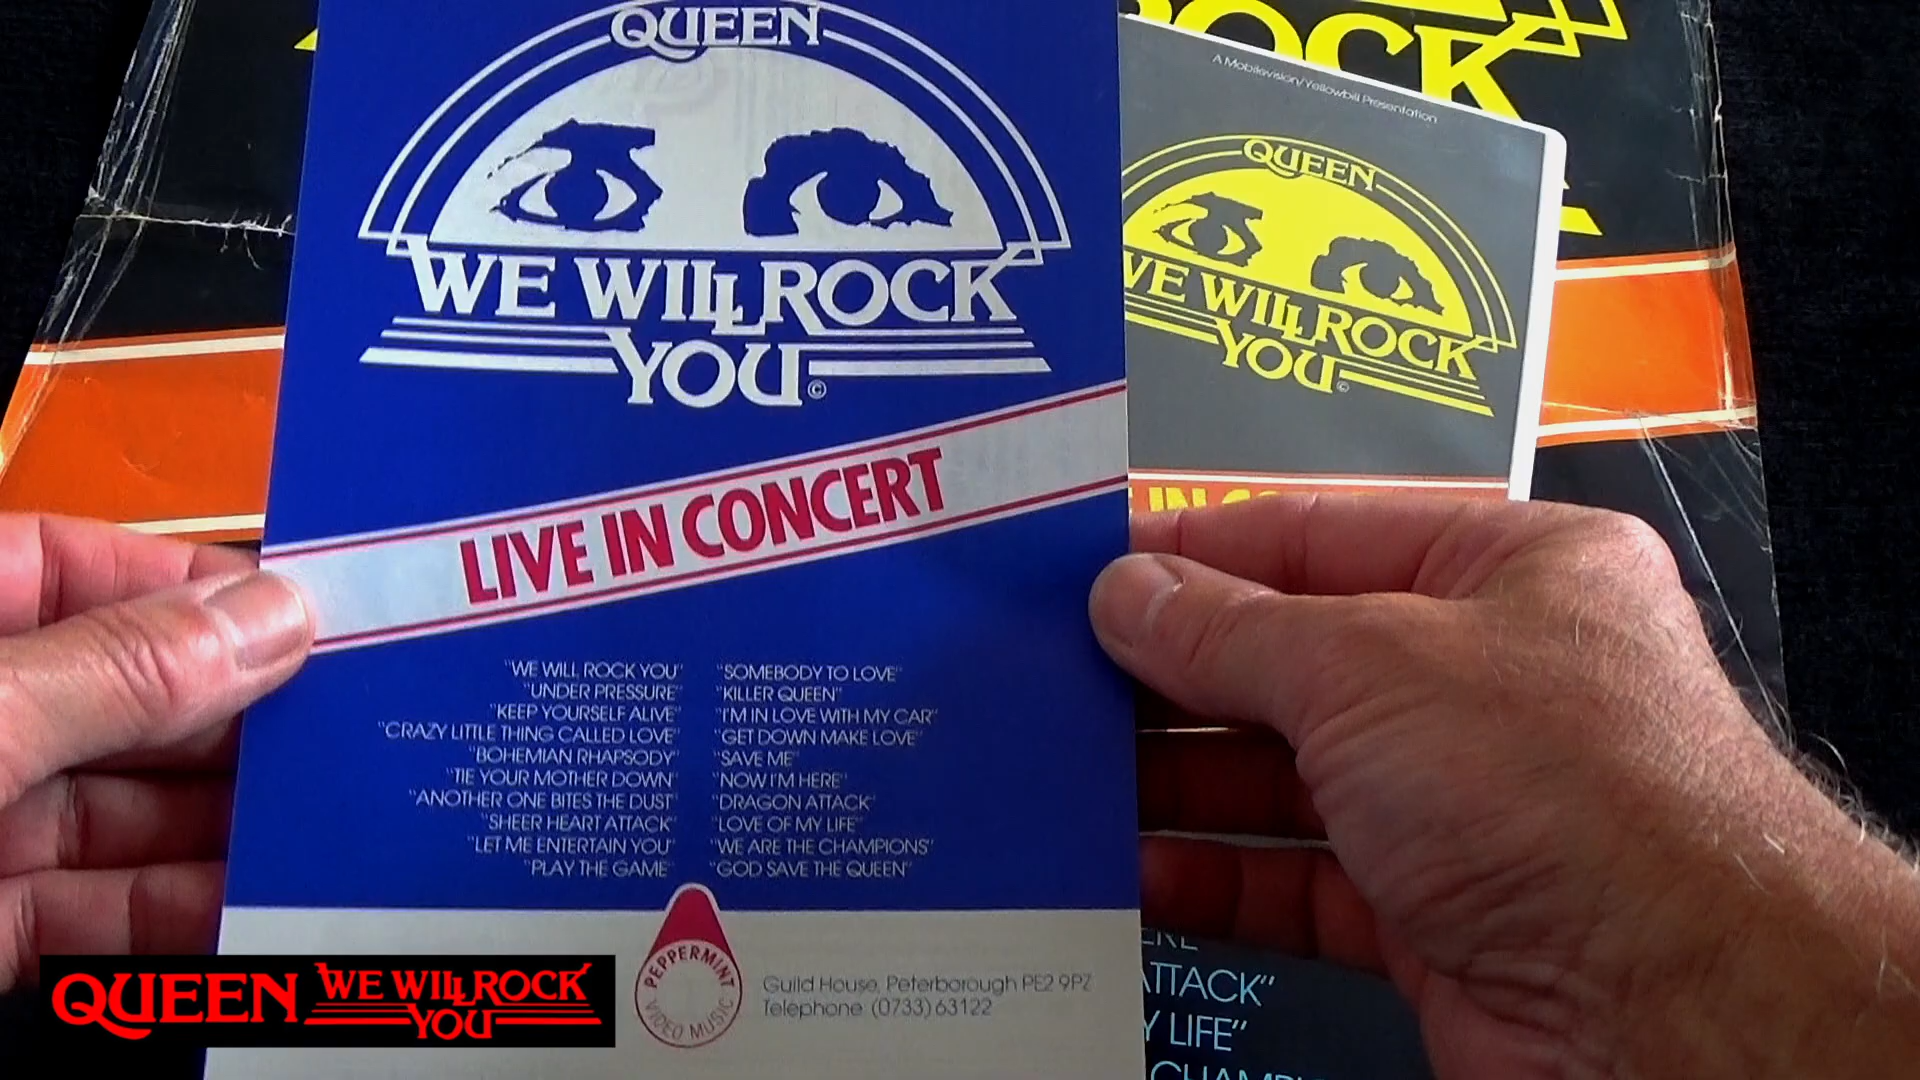 QUEEN
WE WILL ROCK
YOU©
LIVE IN CONCERT
"WE WILL ROCK YOU"
"UNDER PRESSURE"
"KEEP YOURSELF ALIVE"
"CRAZY LITTLE THING CALLED LOVE"
"BOHEMIAN RHAPSODY"
"TIE YOUR MOTHER DOWN"
"ANOTHER ONE BITES THE DUST"
"SHEER HEART ATTACK"
"LET ME ENTERTAIN YOU"
"PLAY THE GAME"
"SOMEBODY TO LOVE"
"KILLER QUEEN"
"I'M IN LOVE WITH MY CAR"
"GET DOWN MAKE LOVE"
"SAVE ME"
"NOW I'M HERE"
"DRAGON ATTACK"
"LOVE OF MY LIFE"
"WE ARE THE CHAMPIONS"
"GOD SAVE THE QUEEN"
PEPPERMINT
VIDEO MUSIC
Guild House, Peterborough PE2 9PZ
Telephone (0733) 63122
A Mobilevision/Yellowbill Presentation
QUEEN
WE WILL ROCK
YOU©
IN
OCK
ATTACK"
Y LIFE"
QUEEN WE WILL ROCK
YOU